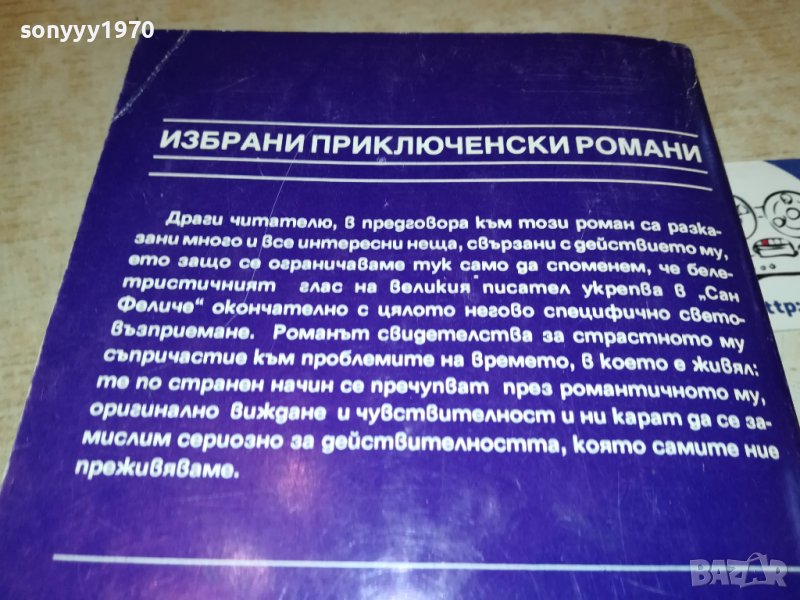 sonyyy1970
ИЗБРАНИ ПРИКЛЮЧЕНСКИ РОМАНИ
Драги читателю, в предговора към този роман са разка-
зани много и все интересни неща, свързани с действието му,
ето защо се ограничаваме тук само да споменем, че беле-
тристичният глас на великия писател укрепва в „Сан
Феличе“ окончателно с цялото негово специфично свето-
възприемане. Романът свидетелства за страстното му
съпричастие към проблемите на времето, в което е живял:
те по странен начин се пречупват през романтичното му,
оригинално виждане и чувствителност и ни карат да се за-
мислим сериозно за действителността, която самите ние
преживяваме.
http:
BAZAR